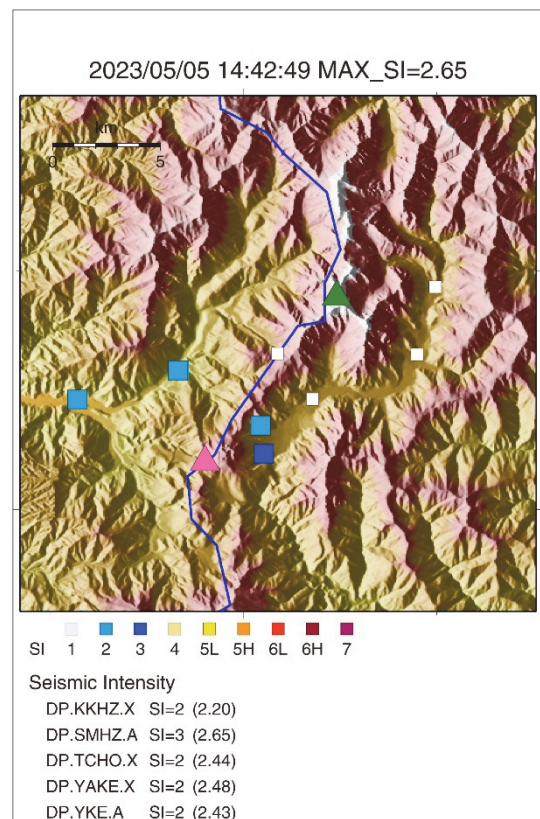 2023/05/05 14:42:49 MAX_SI=2.65
km
0 5
SI 1 2 3 4 5L 5H 6L 6H 7
Seismic Intensity
DP.KKHZ.X SI=2 (2.20)
DP.SMHZ.A SI=3 (2.65)
DP.TCHO.X SI=2 (2.44)
DP.YAKE.X SI=2 (2.48)
DP.YKE.A SI=2 (2.43)